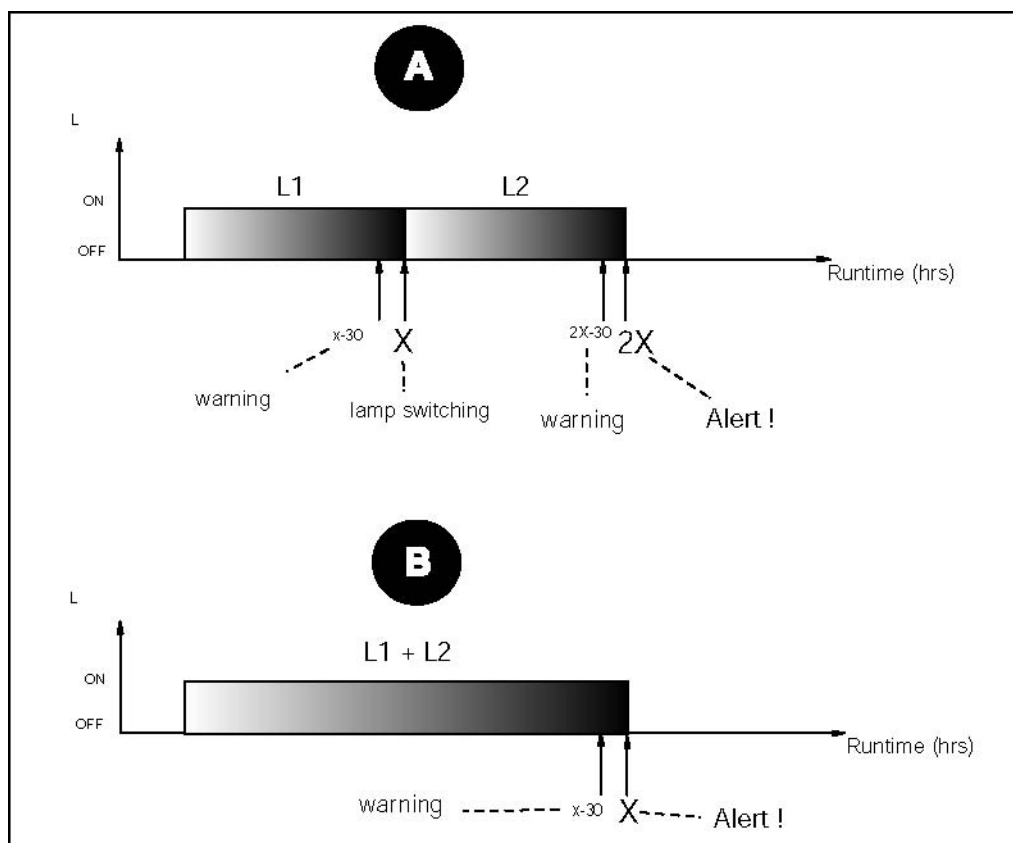 A
L
L1 L2
ON
OFF
Runtime (hrs)
x-30 X 2X-30 2X
warning lamp switching warning Alert !
B
L
L1 + L2
ON
OFF
Runtime (hrs)
warning x-30 X Alert !